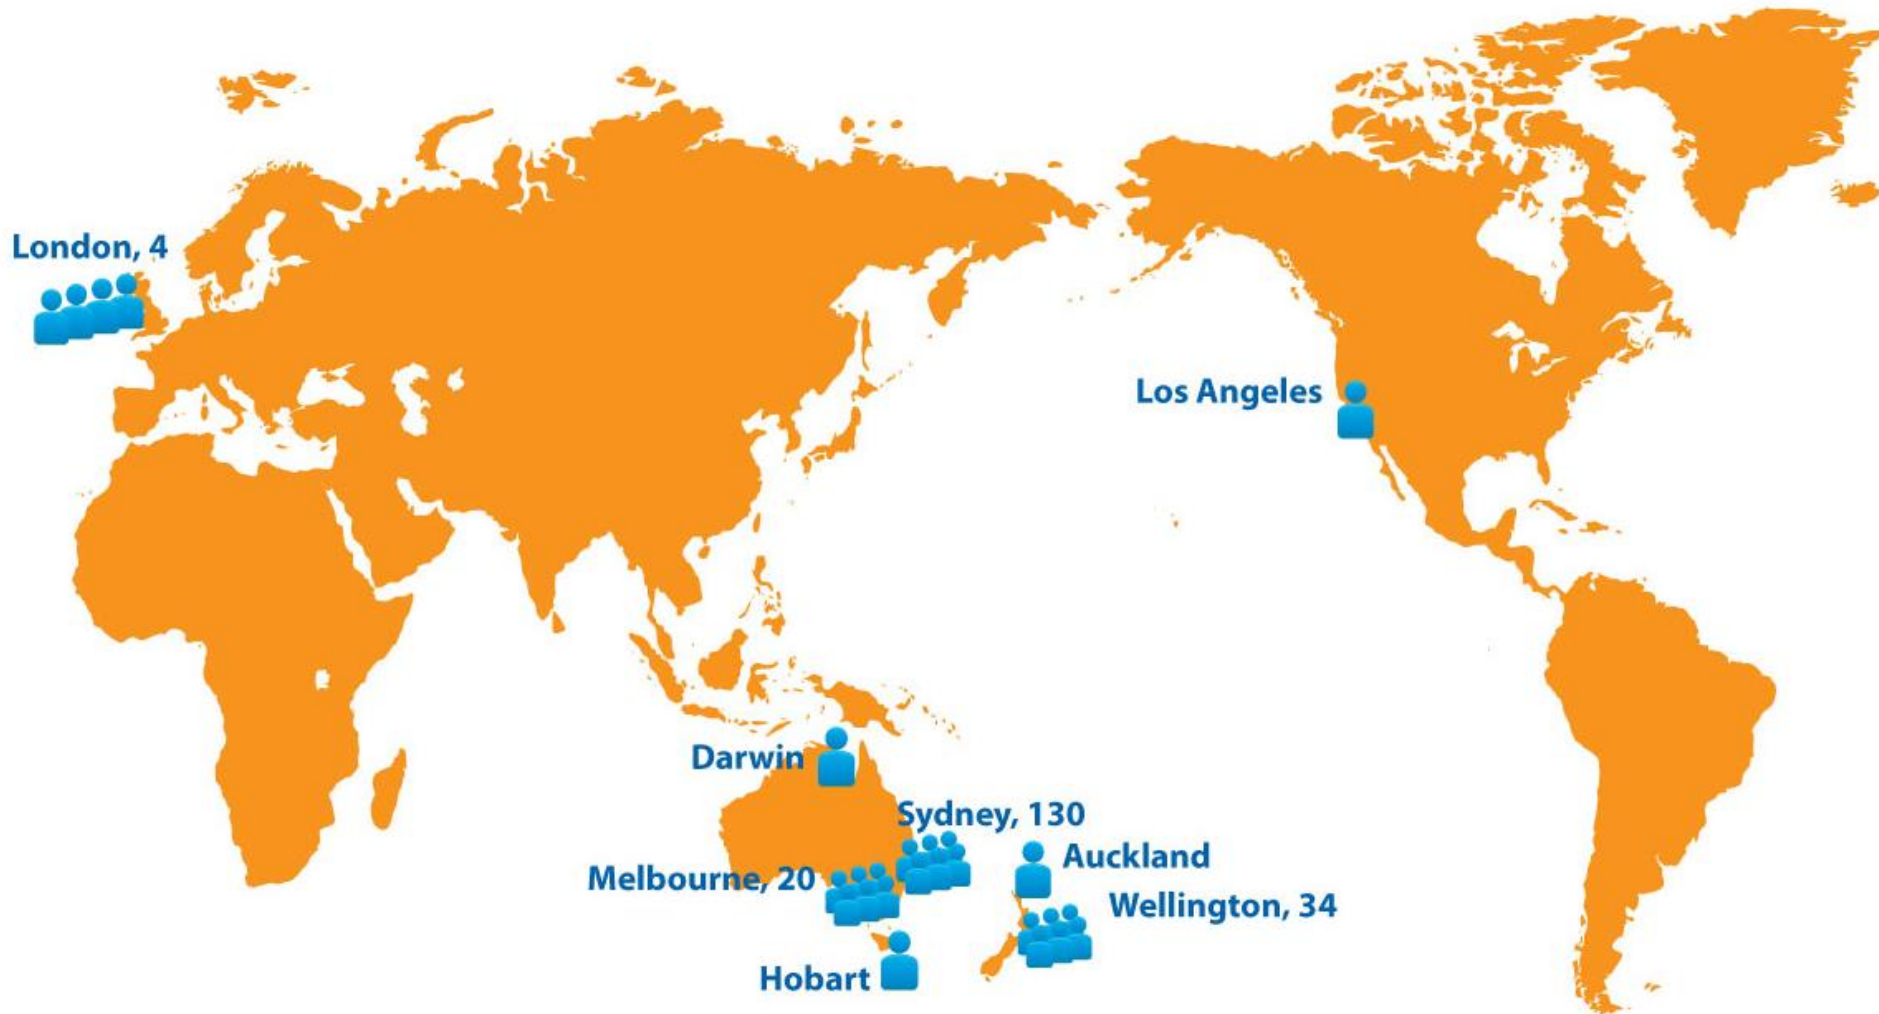 London, 4
Los Angeles
Darwin
Sydney, 130
Auckland
Melbourne, 20
Wellington, 34
Hobart